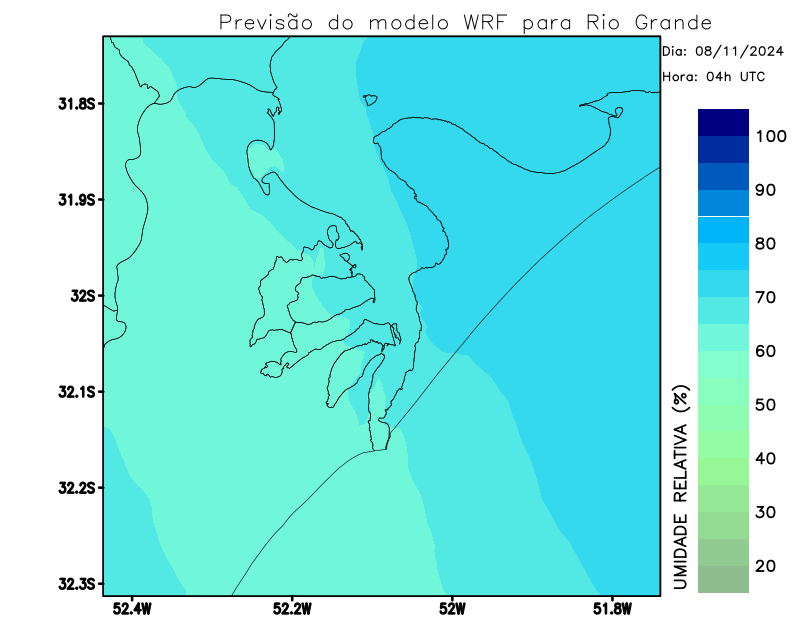 Previsão do modelo WRF para Rio Grande
Dia: 08/11/2024
Hora: 04h UTC
31.8S
31.9S
32S
32.1S
32.2S
32.3S
52.4W
52.2W
52W
51.8W
100
90
80
70
60
50
40
30
20
UMIDADE RELATIVA (%)